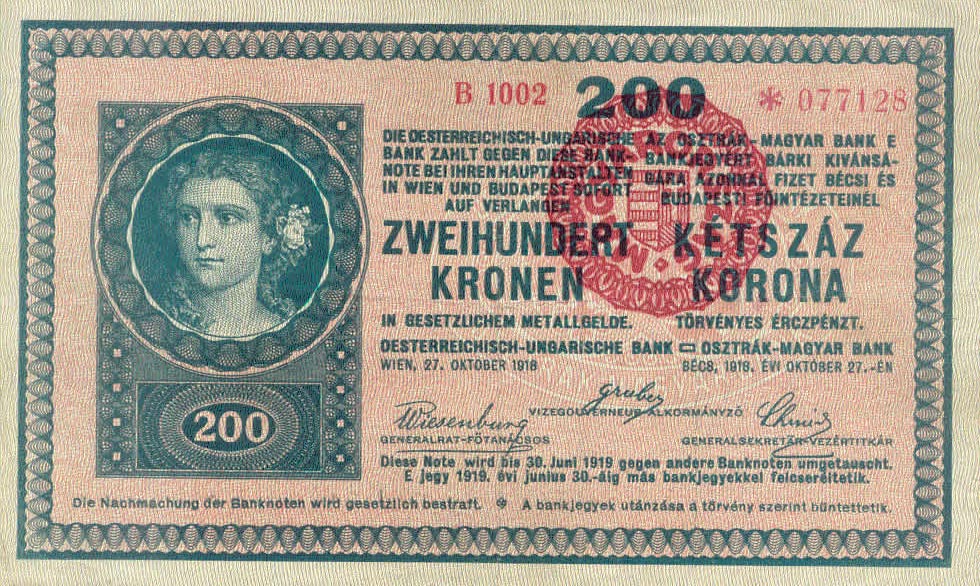 B 1002
200
* 077128
DIE OESTERREICHISCH-UNGARISCHE
BANK ZAHLT GEGEN DIESE BANK-
NOTE BEI IHREN HAUPTANSTALTEN
IN WIEN UND BUDAPEST SOFORT
AUF VERLANGEN
ZWEIHUNDERT
KRONEN
IN GESETZLICHEM METALLGELDE.
AZ OSZTRÁK-MAGYAR BANK E
BANKJEGYÉRT BÁRKI KIVÁNSÁ-
GÁRA AZONNAL FIZET BÉCSI ÉS
BUDAPESTI FŐINTÉZETEINÉL
KÉTSZÁZ
KORONA
TÖRVÉNYES ÉRCZPÉNZT.
OESTERREICHISCH-UNGARISCHE BANK – OSZTRÁK-MAGYAR BANK
WIEN, 27. OKTOBER 1918
BÉCS, 1918. ÉVI OKTÓBER 27.-ÉN
Wiesenburg
GENERALRAT-FŐTANÁCSOS
gruber
VIZEGOUVERNEUR ALKORMÁNYZÓ
Schmid
GENERALSEKRETÄR-VEZÉRTITKÁR
200
Diese Note wird bis 30. Juni 1919 gegen andere Banknoten umgetauscht.
E jegy 1919. évi junius 30.-áig más bankjegyekkel felcseréltetik.
Die Nachmachung der Banknoten wird gesetzlich bestraft. * A bankjegyek utánzása a törvény szerint büntettetik.